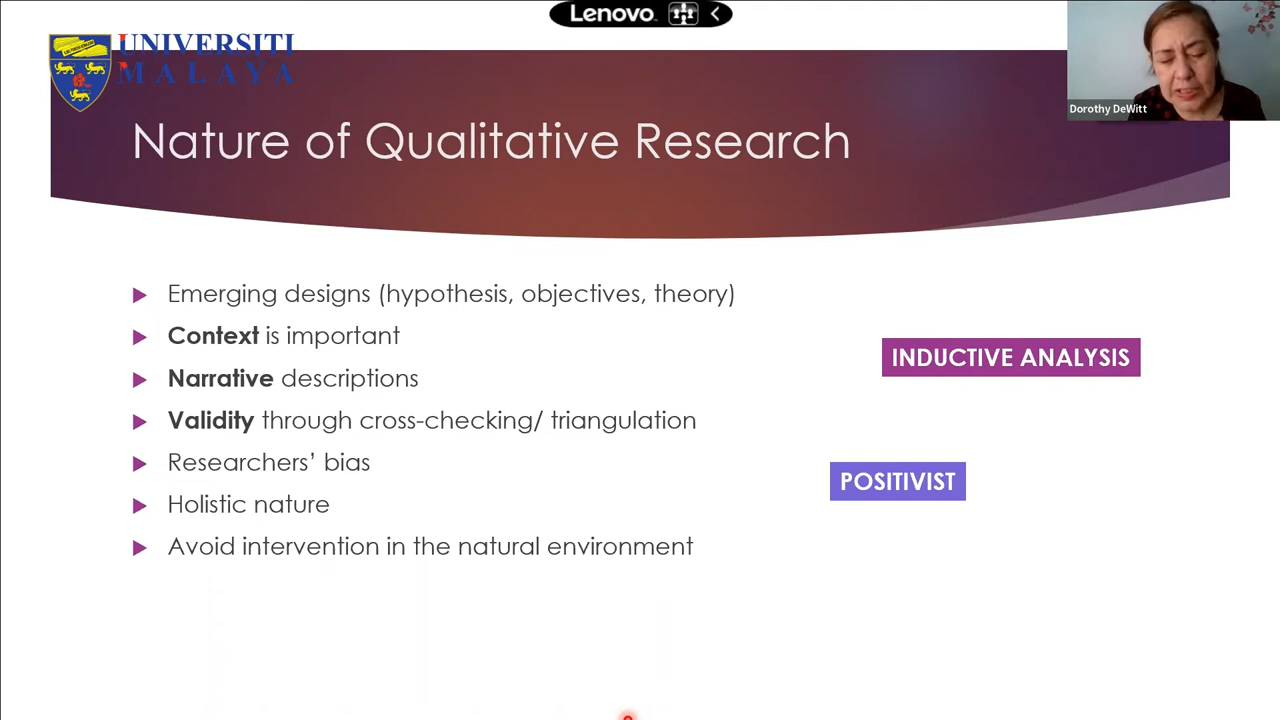 Lenovo
UNIVERSITI
MALAYA
Dorothy DeWitt
Nature of Qualitative Research
Emerging designs (hypothesis, objectives, theory)
Context is important
Narrative descriptions
Validity through cross-checking/ triangulation
Researchers’ bias
Holistic nature
Avoid intervention in the natural environment
INDUCTIVE ANALYSIS
POSITIVIST